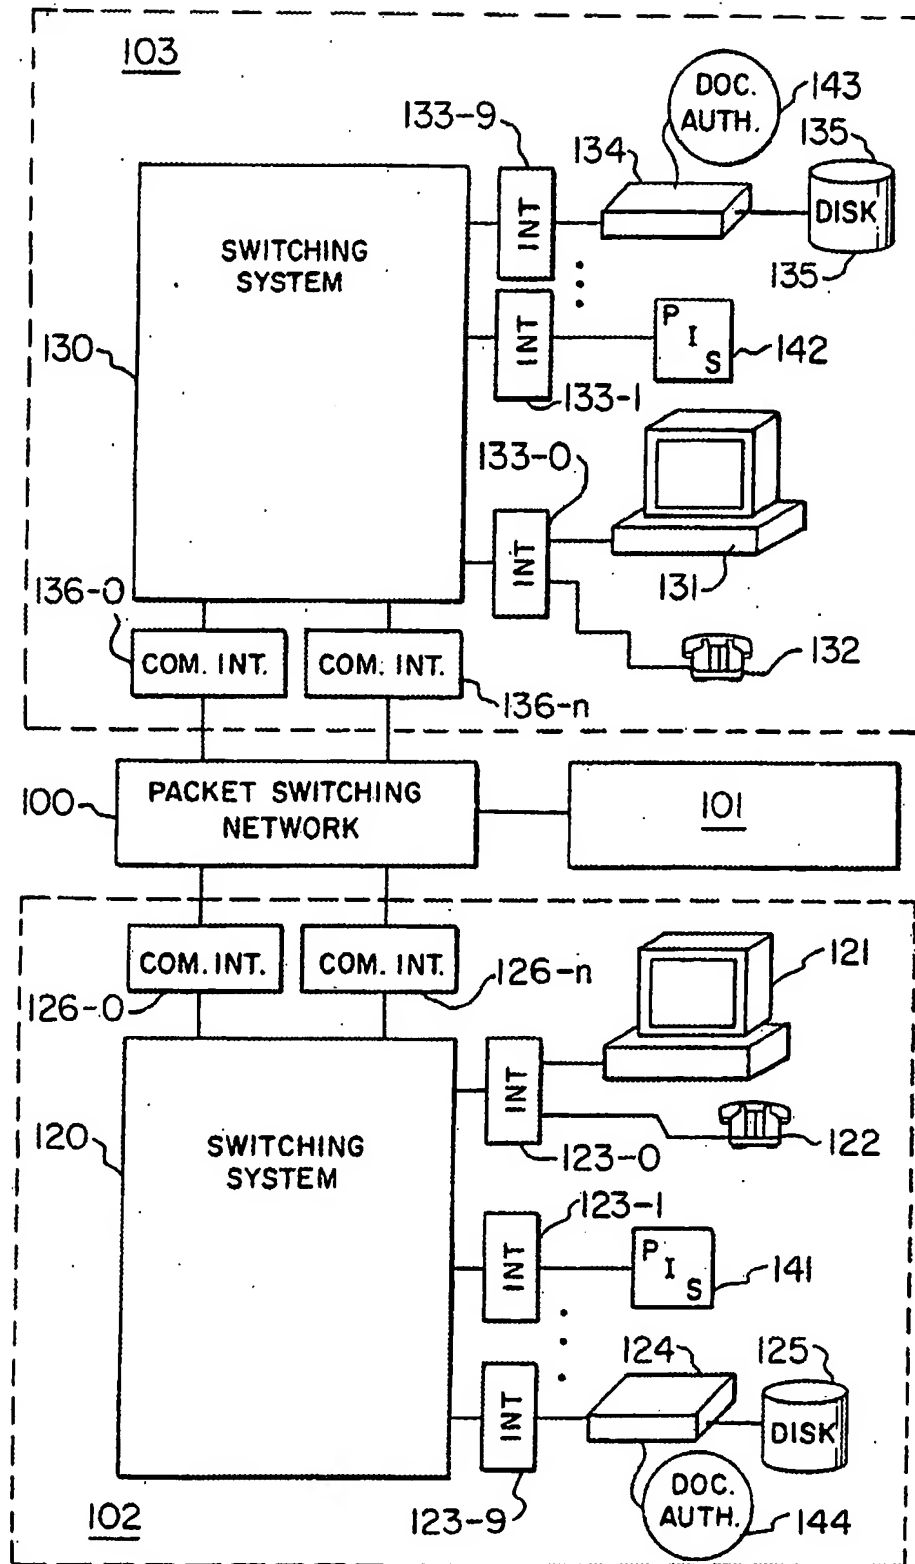 103
DOC.
AUTH.
143
133-9
134
135
INT
DISK
135
SWITCHING
SYSTEM
130
INT
P
I
S
142
133-1
133-0
INT
131
136-0
COM. INT.
COM. INT.
132
136-n
100
PACKET SWITCHING
NETWORK
101
COM. INT.
COM. INT.
121
126-0
126-n
INT
120
SWITCHING
SYSTEM
122
123-0
123-1
INT
P
I
S
141
124
125
INT
DISK
102
123-9
DOC.
AUTH.
144